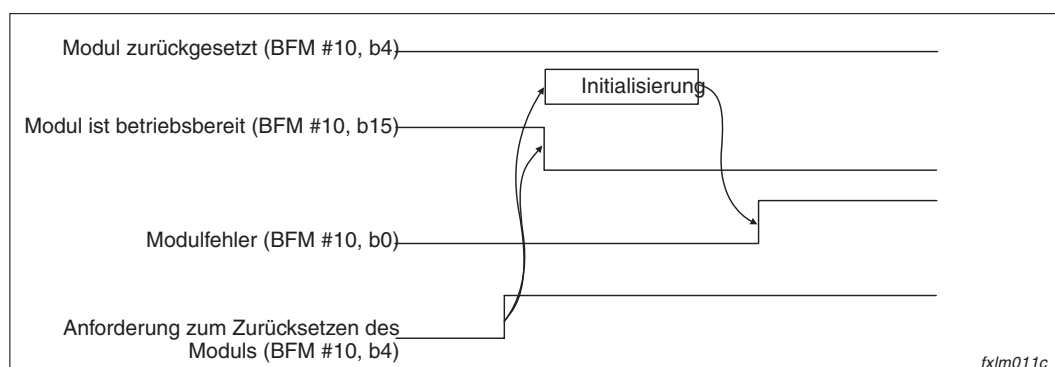 Modul zurückgesetzt (BFM #10, b4)
Initialisierung
Modul ist betriebsbereit (BFM #10, b15)
Modulfehler (BFM #10, b0)
Anforderung zum Zurücksetzen des
Moduls (BFM #10, b4)
fxlm011c